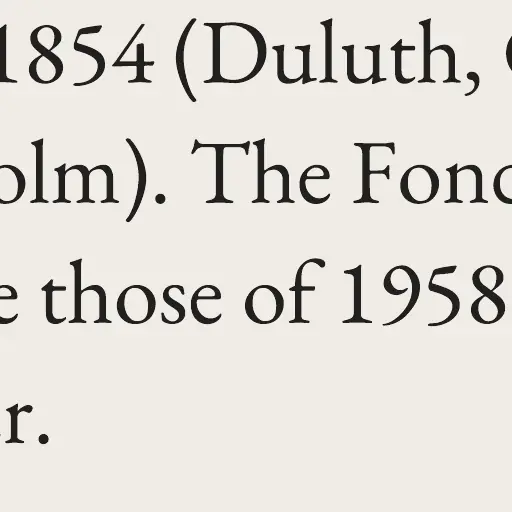 1854 (Duluth,
olm). The Fond
e those of 1958
r.